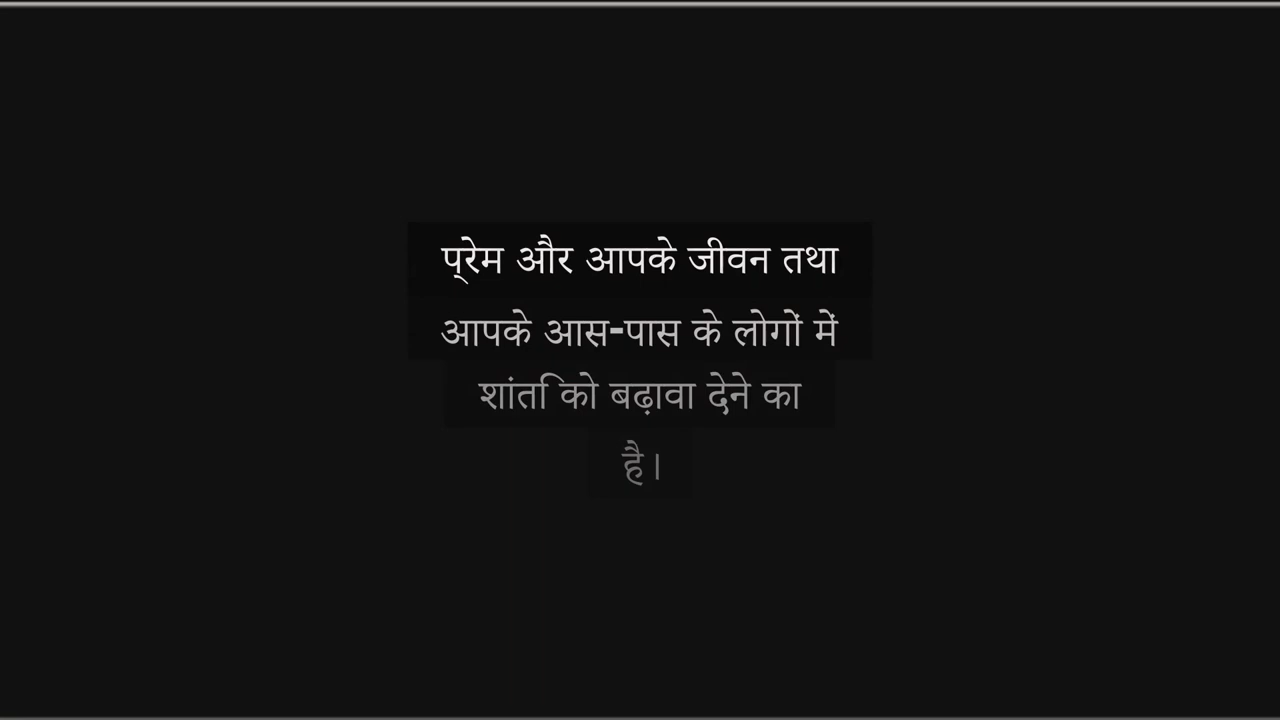 प्रेम और आपके जीवन तथा
आपके आस-पास के लोगों में
शांति को बढ़ावा देने का
है।